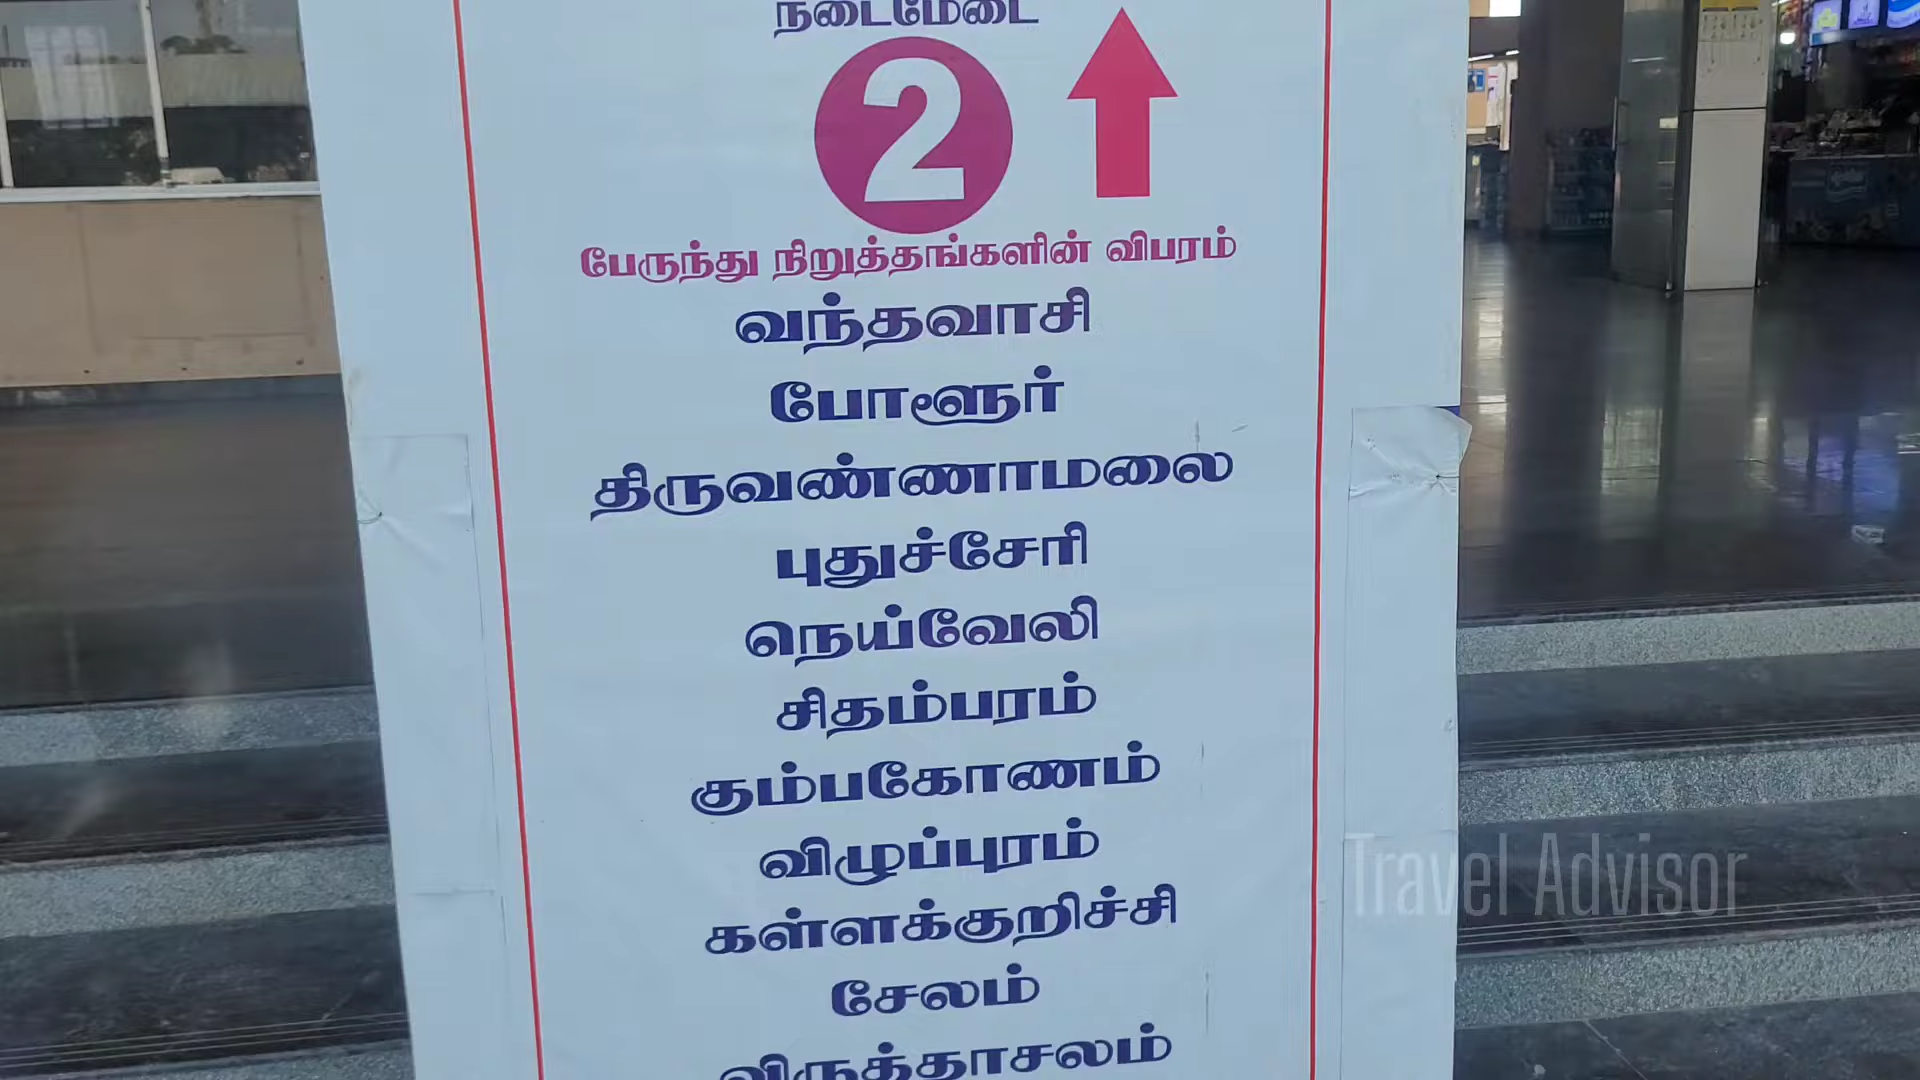 நடைமேடை
2
பேருந்து நிறுத்தங்களின் விபரம்
வந்தவாசி
போளூர்
திருவண்ணாமலை
புதுச்சேரி
நெய்வேலி
சிதம்பரம்
கும்பகோணம்
விழுப்புரம்
கள்ளக்குறிச்சி
சேலம்
விருத்தாசலம்
Travel Advisor